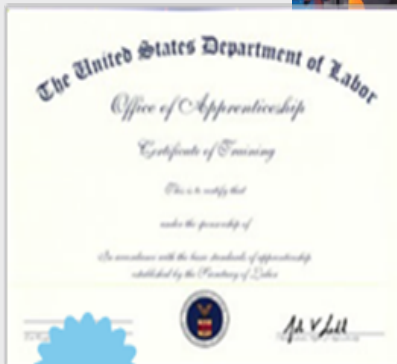 The United States Department of Labor
Office of Apprenticeship
Certificate of Training
This is to certify that
under the sponsorship of
In accordance with the basic standards of apprenticeship
established by the Secretary of Labor